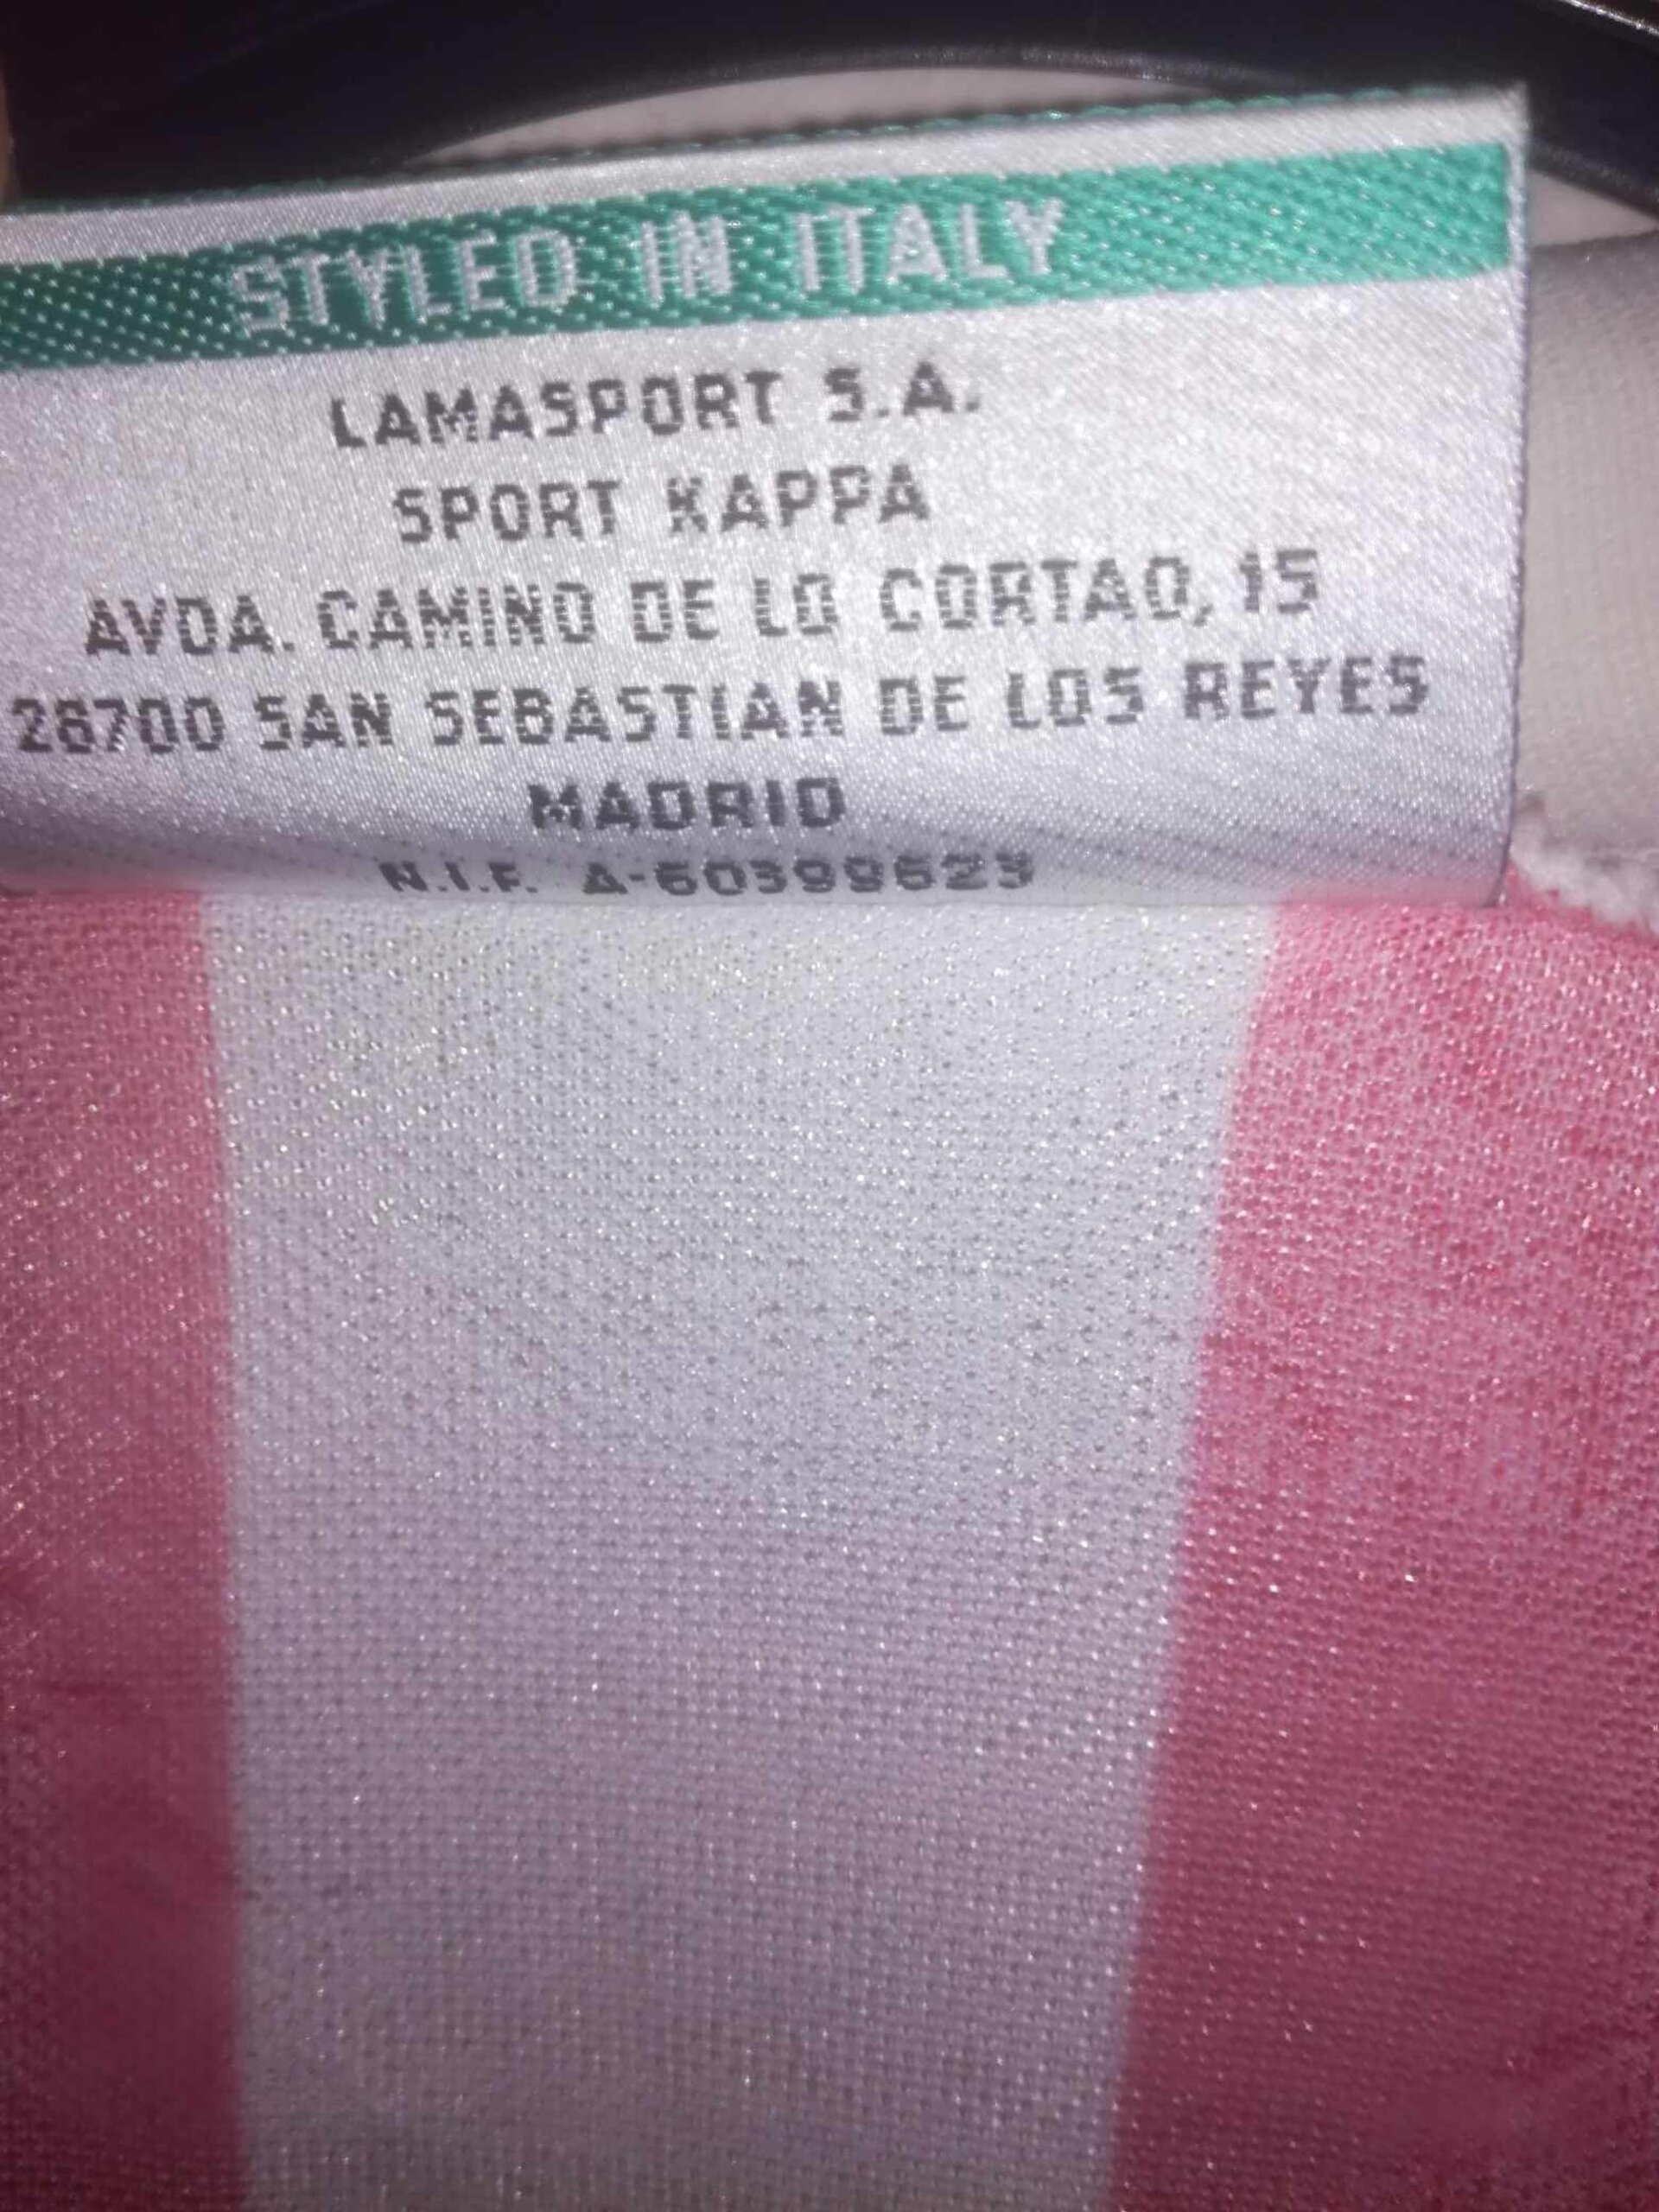 STYLED IN ITALY
LAMASPORT S.A.
SPORT KAPPA
AVDA. CAMINO DE LO CORTAO, 15
28700 SAN SEBASTIAN DE LOS REYES
MADRID
N.I.F. A-60399623